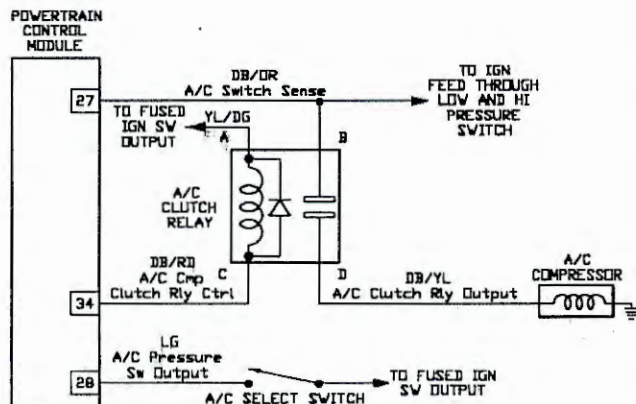 POWERTRAIN
CONTROL
MODULE
27
DB/OR
A/C Switch Sense
TO IGN
FEED THROUGH
LOW AND HI
PRESSURE
SWITCH
TO FUSED
IGN SW
OUTPUT
YL/DG
A
B
A/C
CLUTCH
RELAY
C
D
DB/RD
A/C Cmp
Clutch Rly Ctrl
34
DB/YL
A/C Clutch Rly Output
A/C
COMPRESSOR
LG
A/C Pressure
Sw Output
28
A/C SELECT SWITCH
TO FUSED IGN
SW OUTPUT